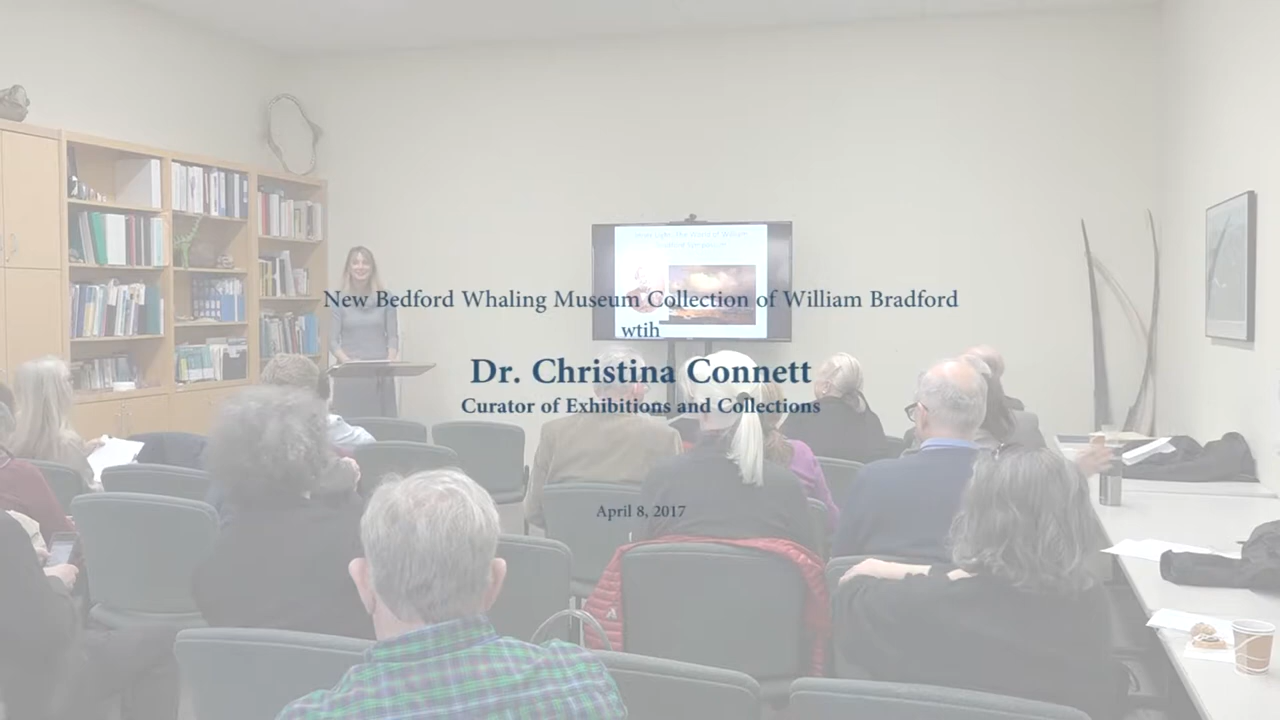 New Bedford Whaling Museum Collection of William Bradford
wtih
Dr. Christina Connett
Curator of Exhibitions and Collections
April 8, 2017